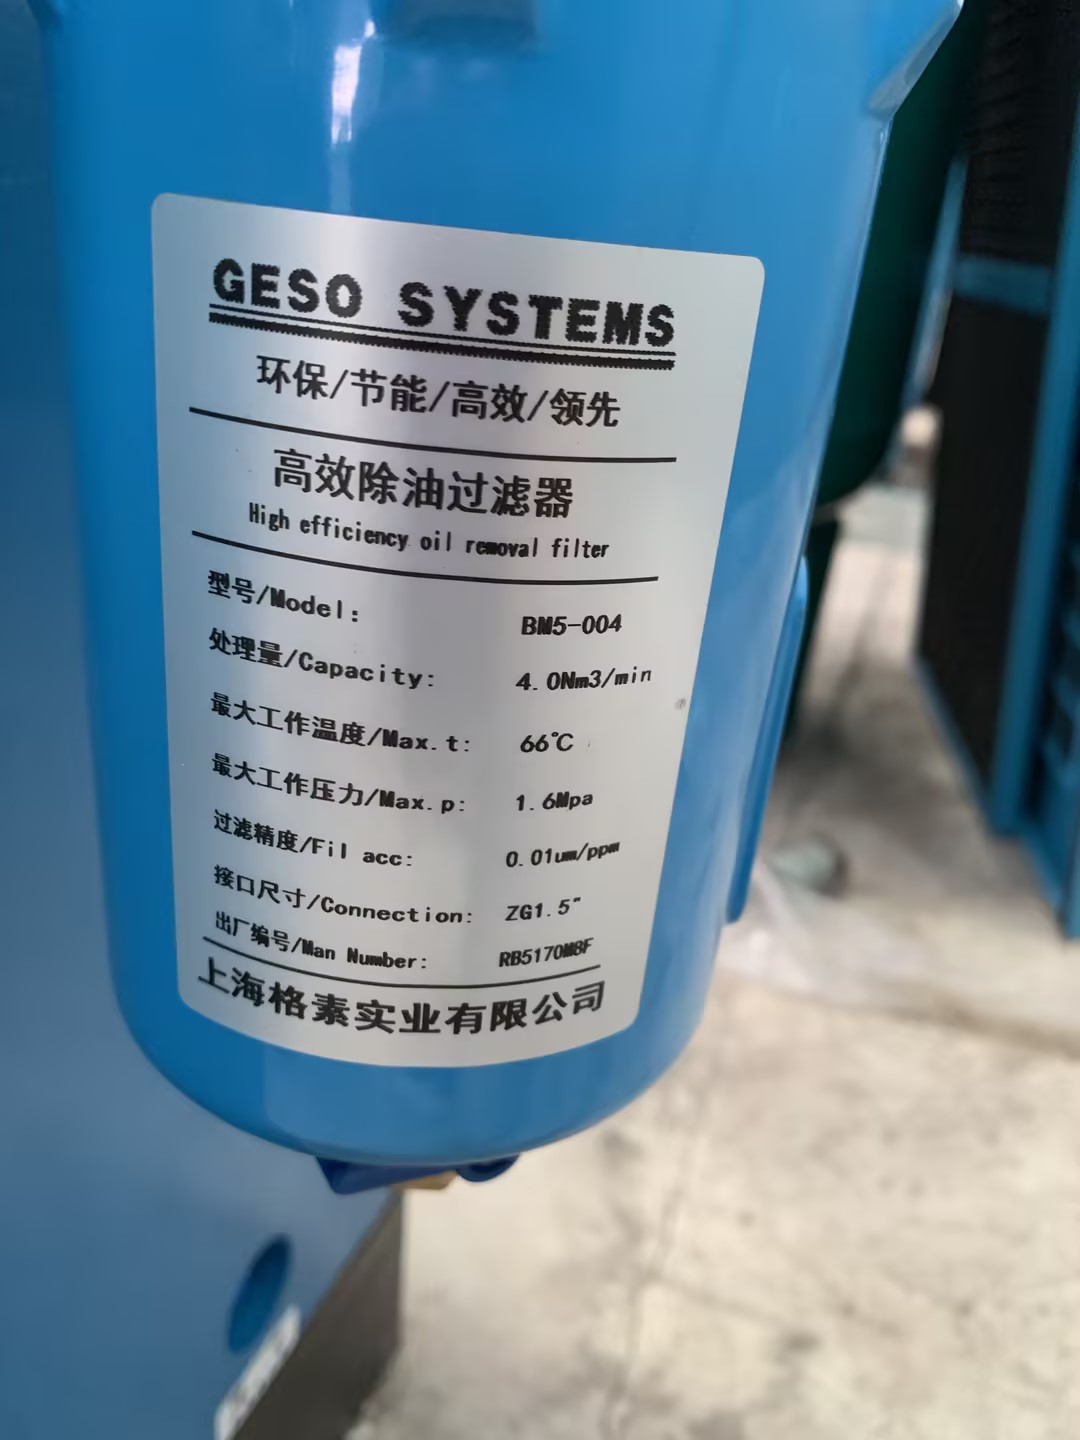 GESO SYSTEMS
环保/节能/高效/领先
高效除油过滤器
High efficiency oil removal filter
型号/Model: BM5-004
处理量/Capacity: 4.0Nm3/min
最大工作温度/Max.t: 66℃
最大工作压力/Max.p: 1.6Mpa
过滤精度/Fil acc: 0.01um/ppm
接口尺寸/Connection: ZG1.5"
出厂编号/Man Number: RB5170M8F
上海格素实业有限公司